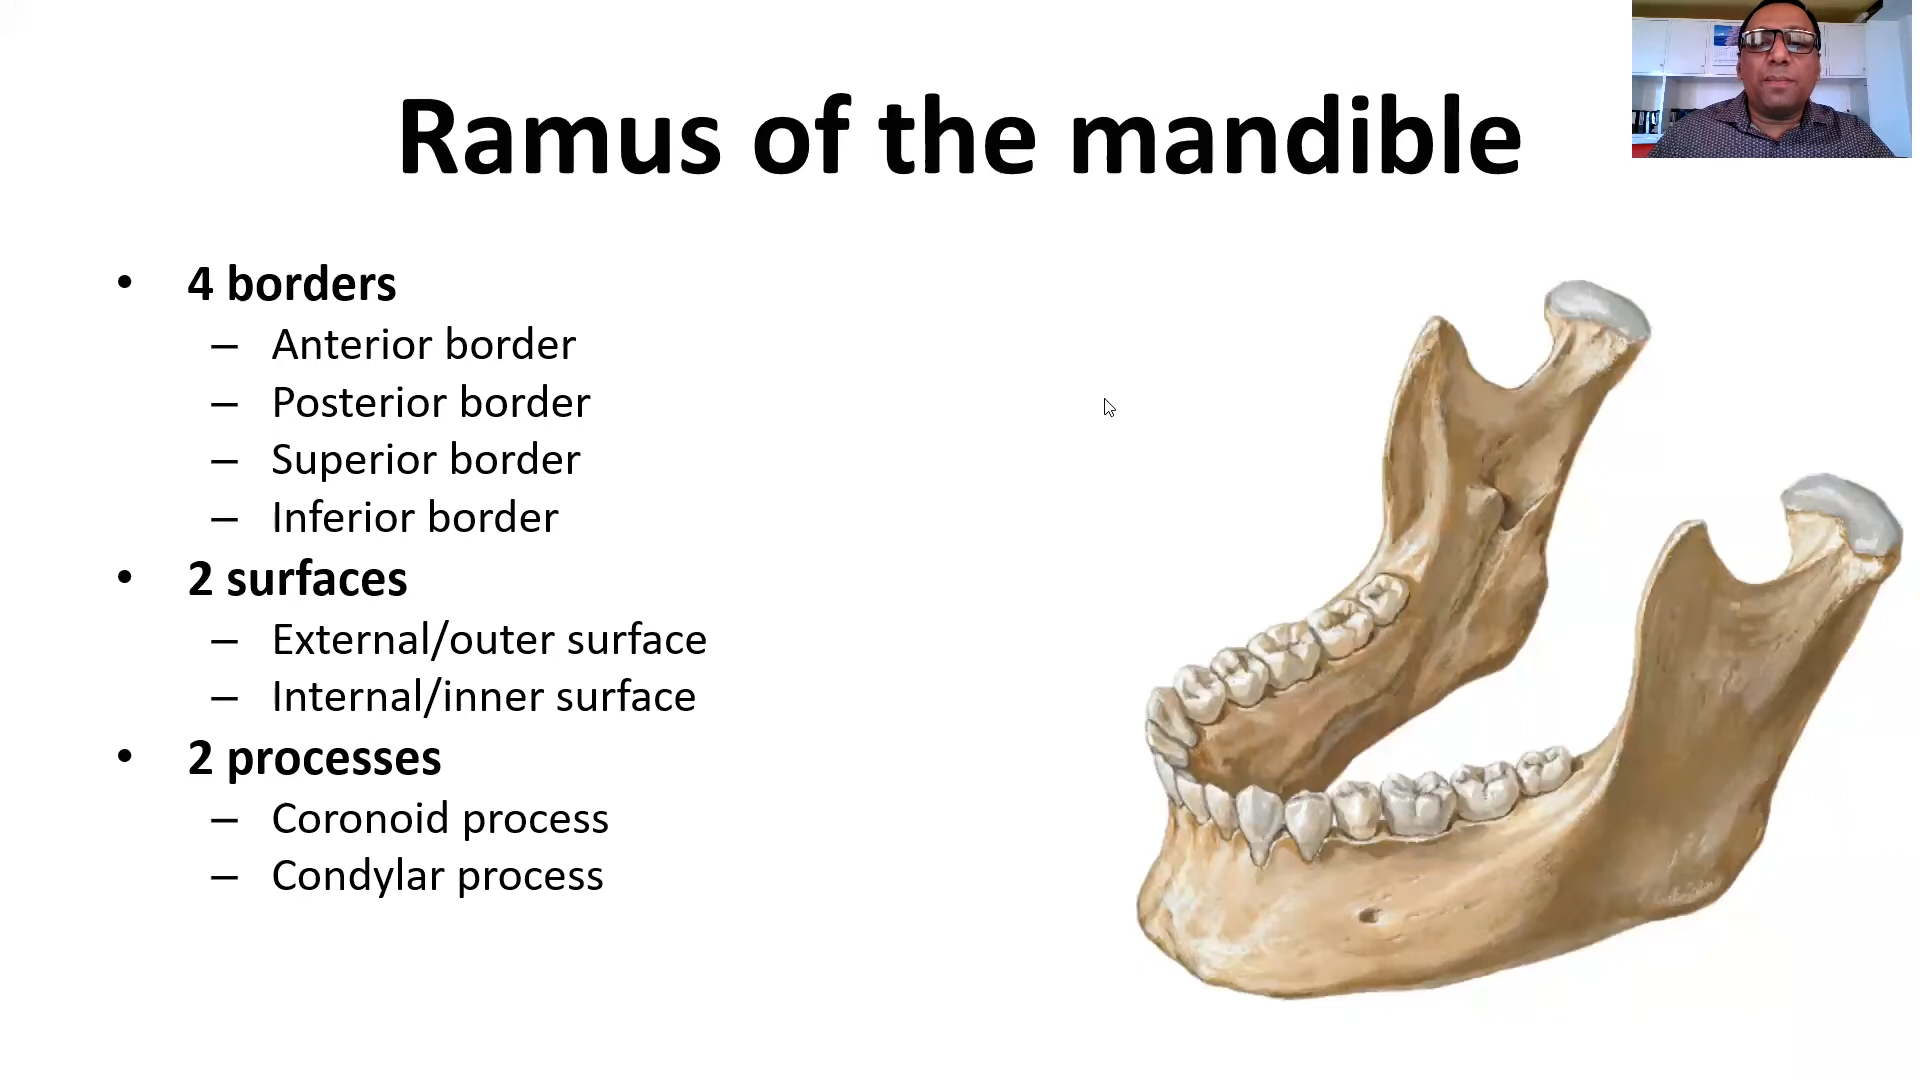 Ramus of the mandible
• 4 borders
– Anterior border
– Posterior border
– Superior border
– Inferior border
• 2 surfaces
– External/outer surface
– Internal/inner surface
• 2 processes
– Coronoid process
– Condylar process